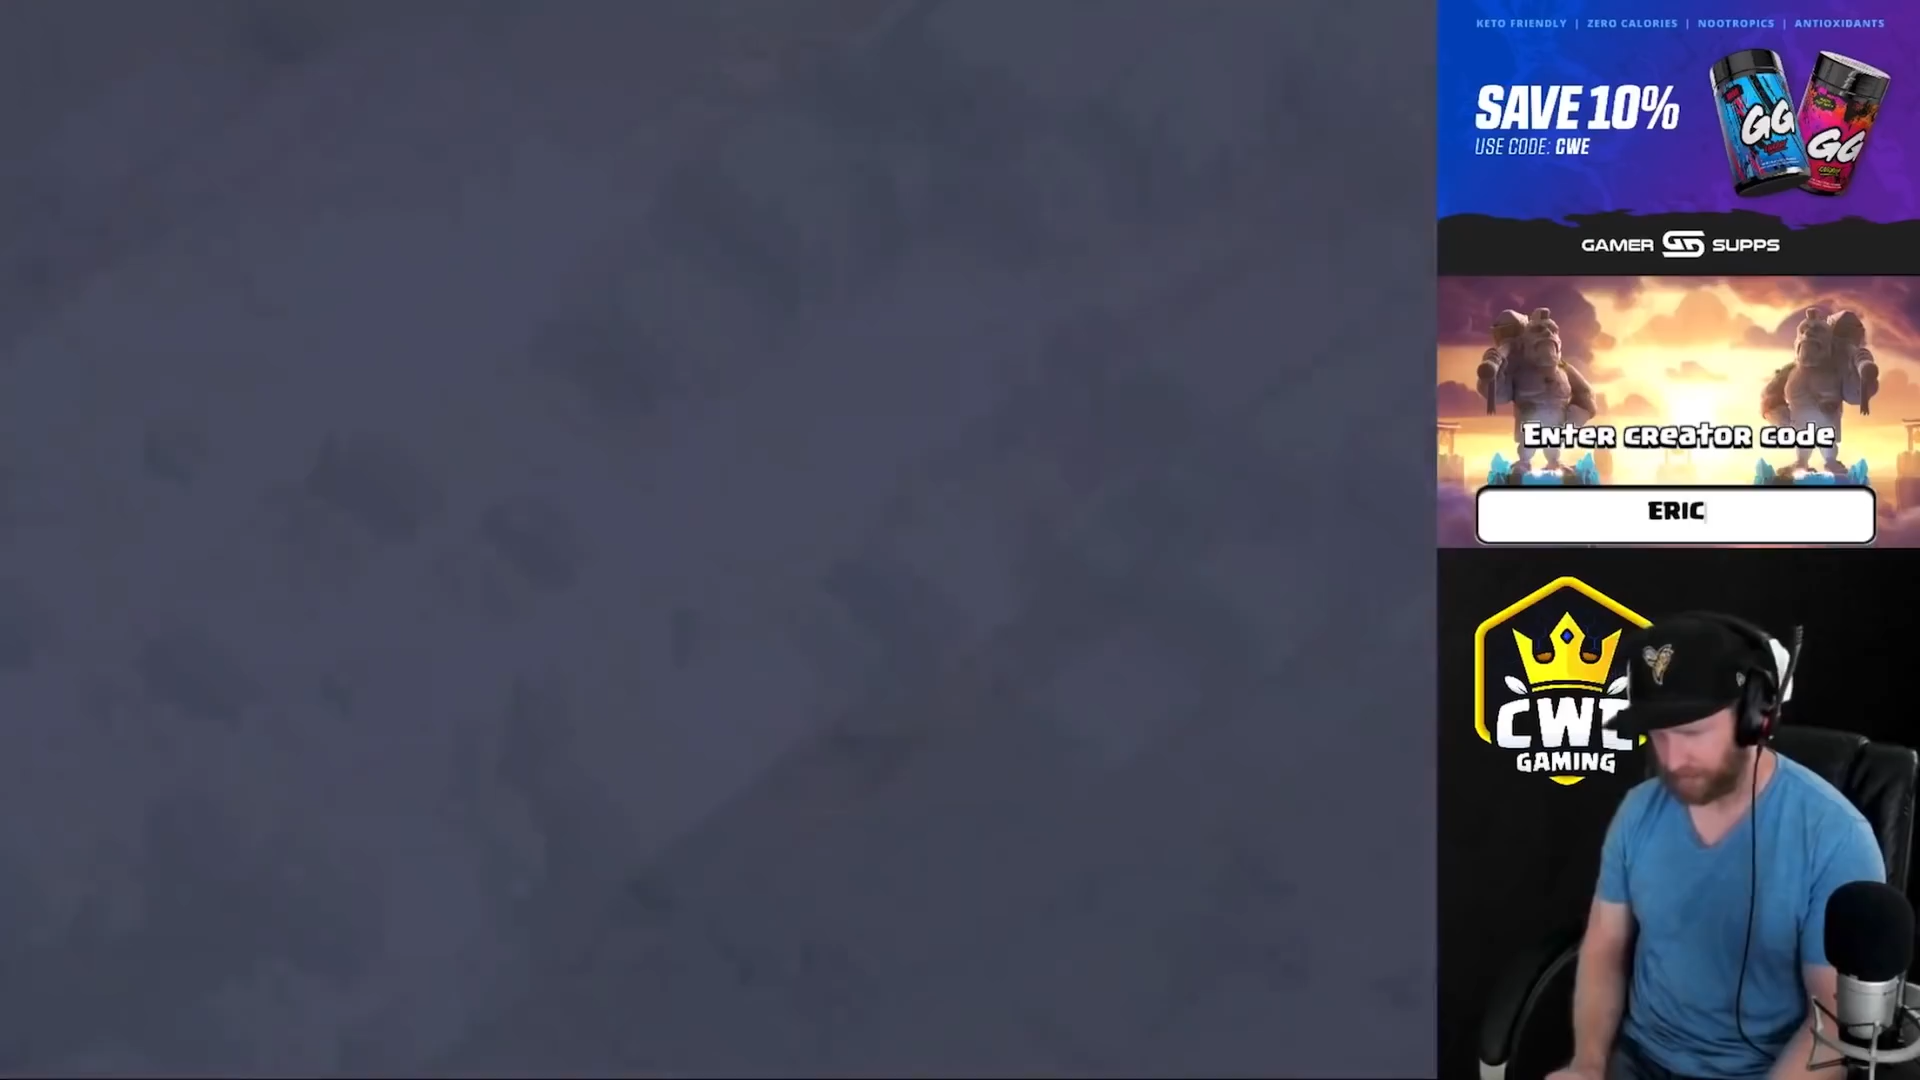 KETO FRIENDLY | ZERO CALORIES | NOOTROPICS | ANTIOXIDANTS
SAVE 10%
USE CODE: CWE
GG
GG
GAMER SUPPS
Enter creator code
ERIC
CW
GAMING